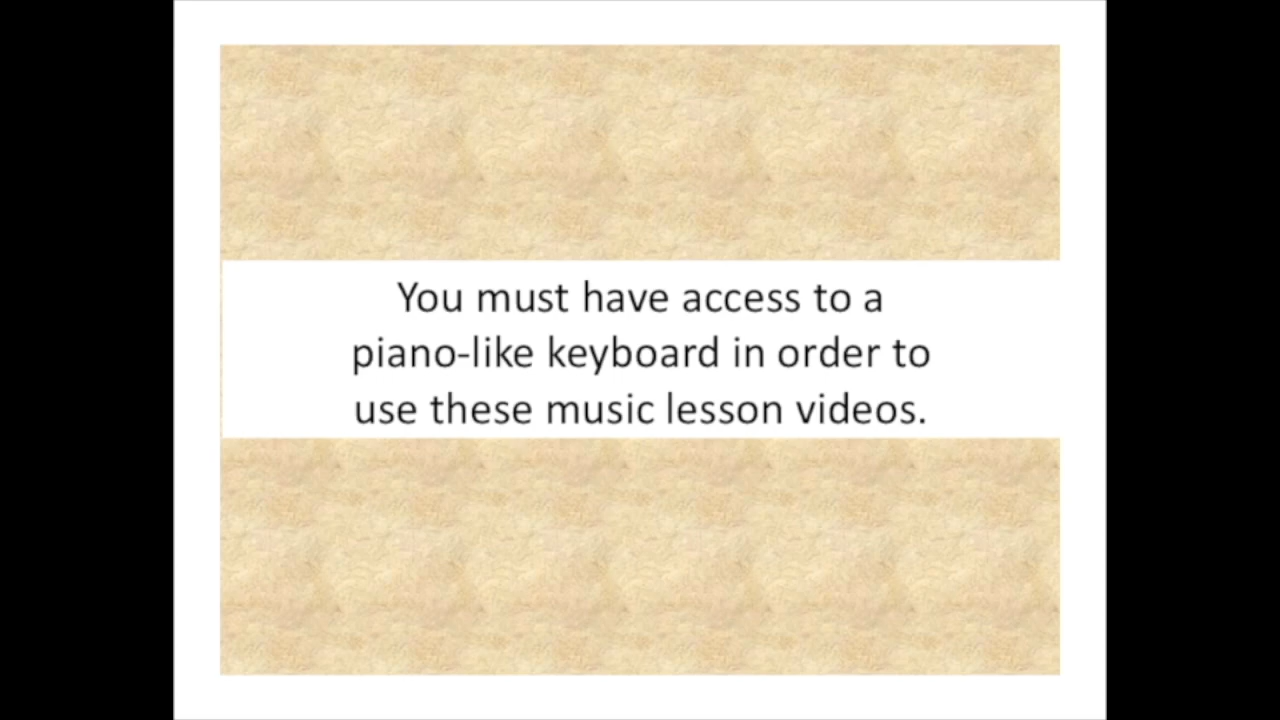 You must have access to a
piano-like keyboard in order to
use these music lesson videos.